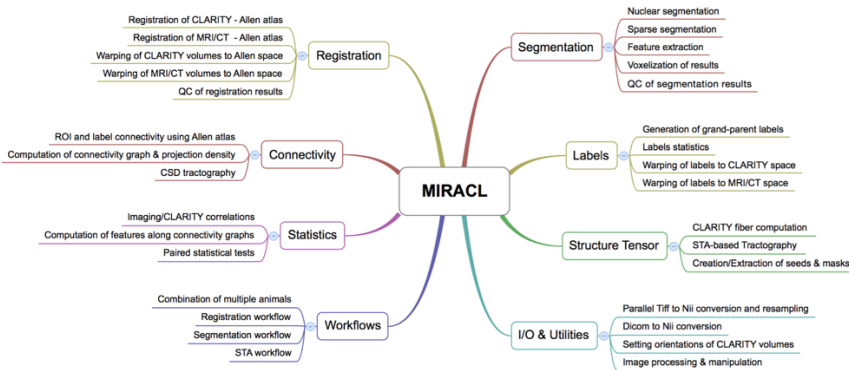 Registration of CLARITY - Allen atlas
Registration of MRI/CT - Allen atlas
Warping of CLARITY volumes to Allen space
Warping of MRI/CT volumes to Allen space
QC of registration results
Registration
ROI and label connectivity using Allen atlas
Computation of connectivity graph & projection density
CSD tractography
Connectivity
Imaging/CLARITY correlations
Computation of features along connectivity graphs
Paired statistical tests
Statistics
Combination of multiple animals
Registration workflow
Segmentation workflow
STA workflow
Workflows
MIRACL
Segmentation
Nuclear segmentation
Sparse segmentation
Feature extraction
Voxelization of results
QC of segmentation results
Labels
Generation of grand-parent labels
Labels statistics
Warping of labels to CLARITY space
Warping of labels to MRI/CT space
Structure Tensor
CLARITY fiber computation
STA-based Tractography
Creation/Extraction of seeds & masks
I/O & Utilities
Parallel Tiff to Nii conversion and resampling
Dicom to Nii conversion
Setting orientations of CLARITY volumes
Image processing & manipulation